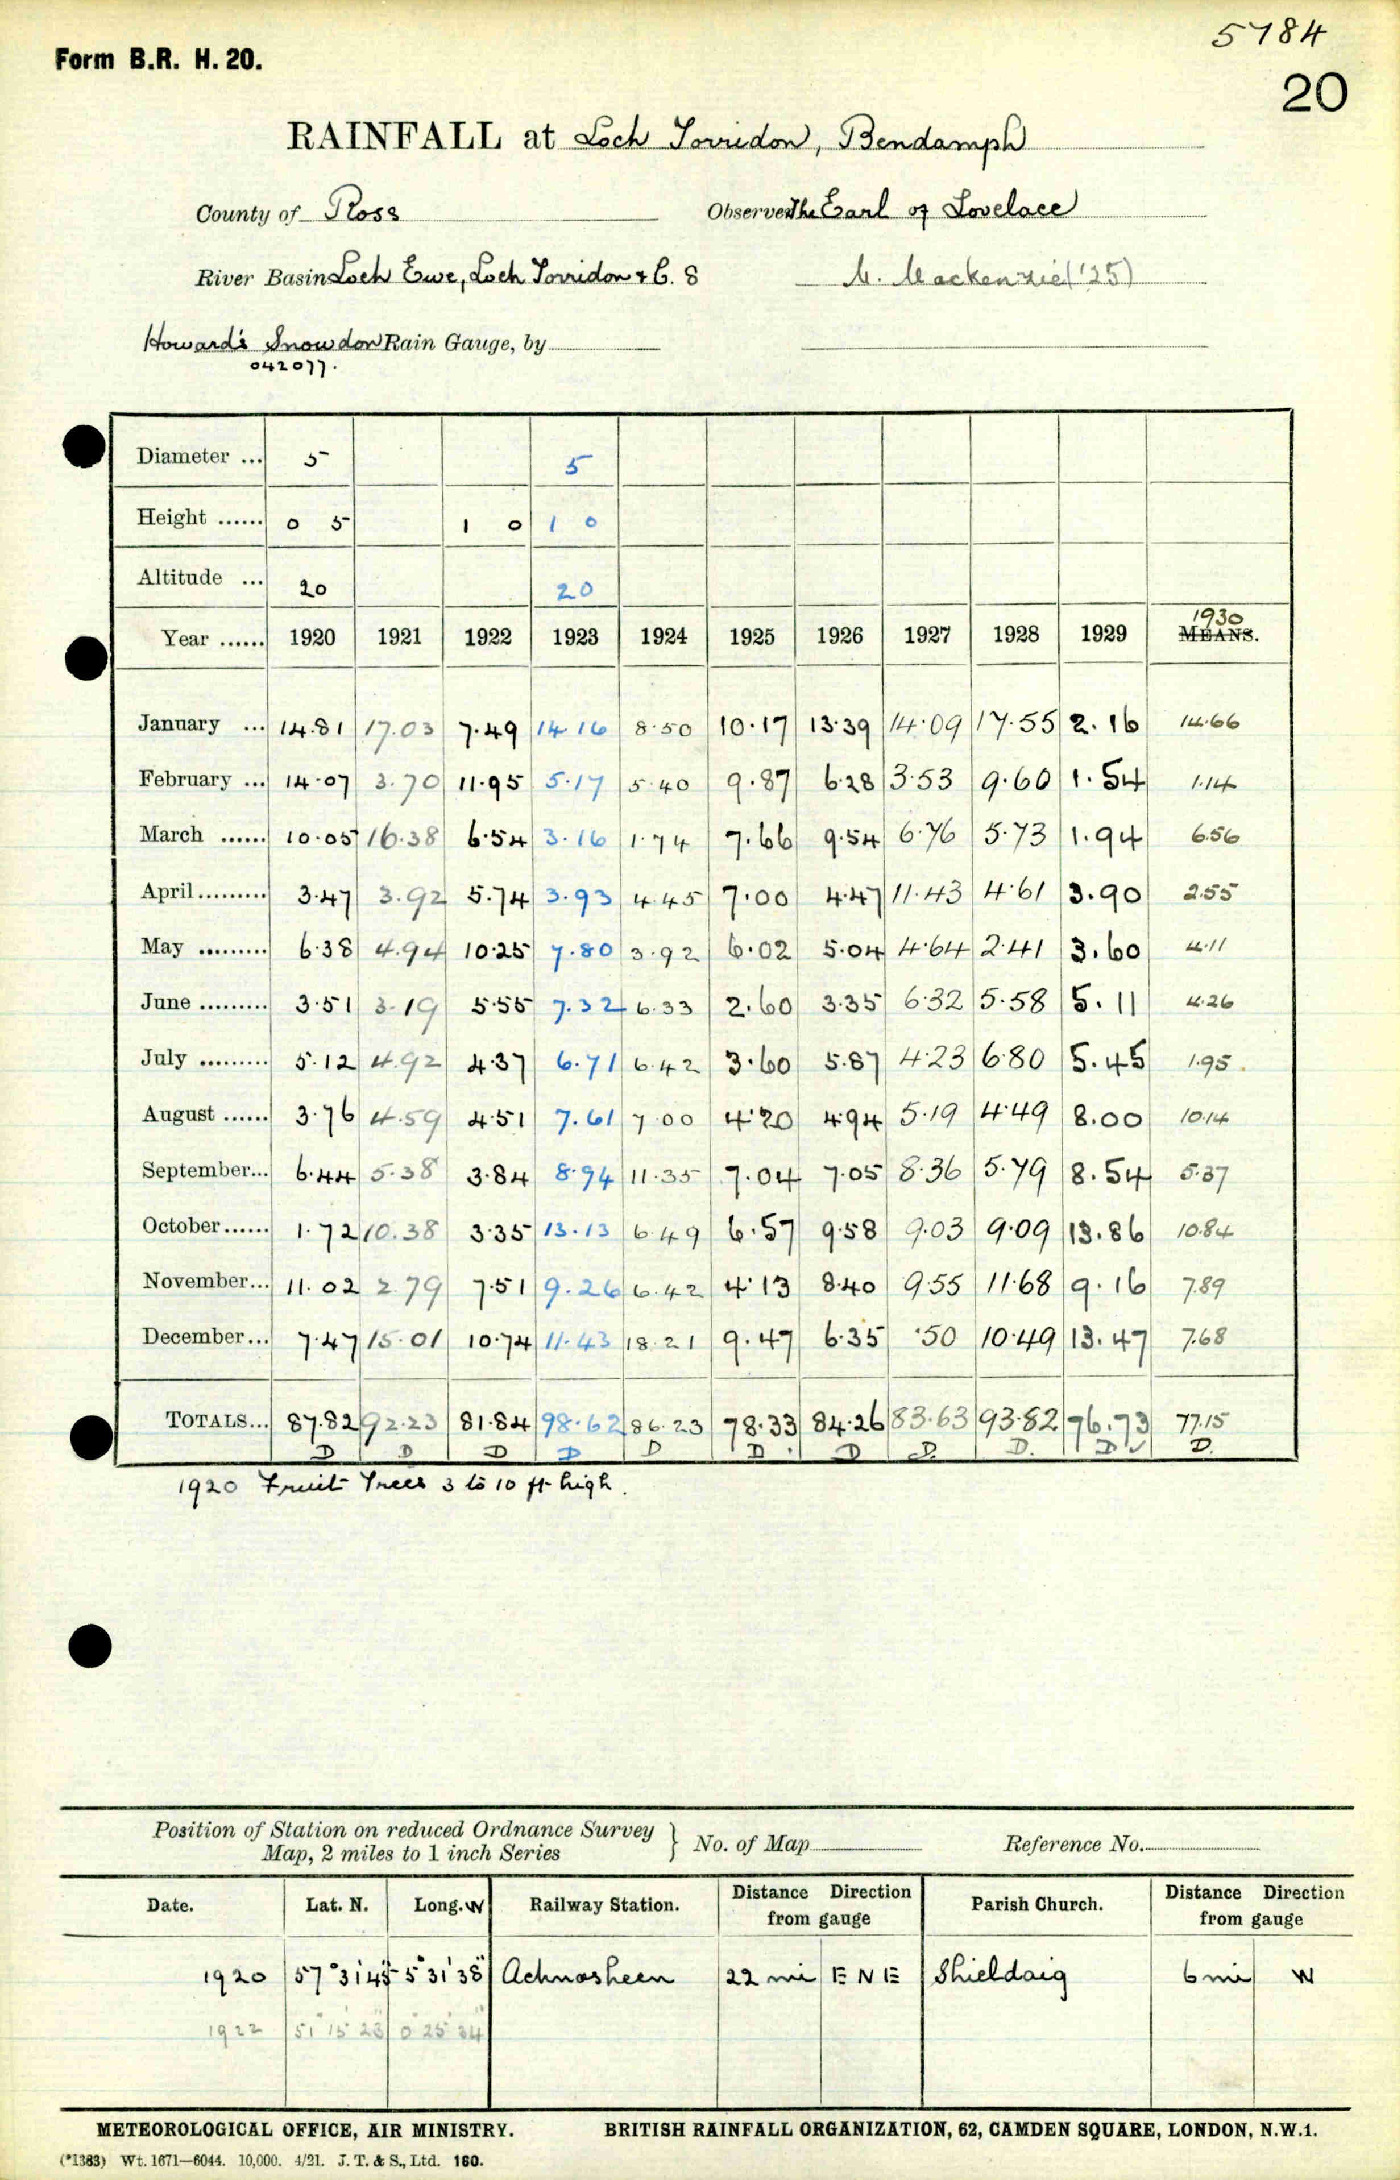 5784
Form B.R. H. 20.
20
RAINFALL at Loch Torridon, Bendamph
County of Ross Observer The Earl of Lovelace
River Basin Loch Ewe, Loch Torridon & C. 8 M. Mackenzie ('25)
Howard's Snowdon Rain Gauge, by
042077.
Diameter ... 5 5
Height ...... 0 5 1 0 1 0
Altitude ... 20 20
Year ...... 1920 1921 1922 1923 1924 1925 1926 1927 1928 1929 1930 MEANS.
January ... 14.81 17.03 7.49 14.16 8.50 10.17 13.39 14.09 17.55 2.16 14.66
February ... 14.07 3.70 11.95 5.17 5.40 9.87 6.28 3.53 9.60 1.54 1.14
March ...... 10.05 16.38 6.54 3.16 1.74 7.66 9.54 6.76 5.73 1.94 6.56
April ......... 3.47 3.92 5.74 3.93 4.45 7.00 4.47 11.43 4.61 3.90 2.55
May ......... 6.38 4.94 10.25 7.80 3.92 6.02 5.04 4.64 2.41 3.60 4.11
June ......... 3.51 3.19 5.55 7.32 6.33 2.60 3.35 6.32 5.58 5.11 4.26
July ......... 5.12 4.92 4.37 6.71 6.42 3.60 5.87 4.23 6.80 5.45 1.95
August ...... 3.76 4.59 4.51 7.61 7.00 4.20 4.94 5.19 4.49 8.00 10.14
September... 6.44 5.38 3.84 8.94 11.35 7.04 7.05 8.36 5.79 8.54 5.37
October...... 1.72 10.38 3.35 13.13 6.49 6.57 9.58 9.03 9.09 13.86 10.84
November... 11.02 2.79 7.51 9.26 6.42 4.13 8.40 9.55 11.68 9.16 7.89
December... 7.47 15.01 10.74 11.43 18.21 9.47 6.35 .50 10.49 13.47 7.68
TOTALS... 87.82 92.23 81.84 98.62 86.23 78.33 84.26 83.63 93.82 76.73 77.15
D D D D D D D D. D. D ✓ D.
1920 Fruit Trees 3 to 10 ft high.
Position of Station on reduced Ordnance Survey
Map, 2 miles to 1 inch Series } No. of Map Reference No.
Date. Lat. N. Long. W Railway Station. Distance Direction from gauge Parish Church. Distance Direction from gauge
1920 57° 31' 45" 5° 31' 38" Achnasheen 22 mi E N E Shieldaig 6 mi W
1922 51° 15' 23" 0° 25' 34"
METEOROLOGICAL OFFICE, AIR MINISTRY. BRITISH RAINFALL ORGANIZATION, 62, CAMDEN SQUARE, LONDON, N.W.1.
(*1383) Wt. 1671—6044. 10,000. 4/21. J. T. & S., Ltd. 160.